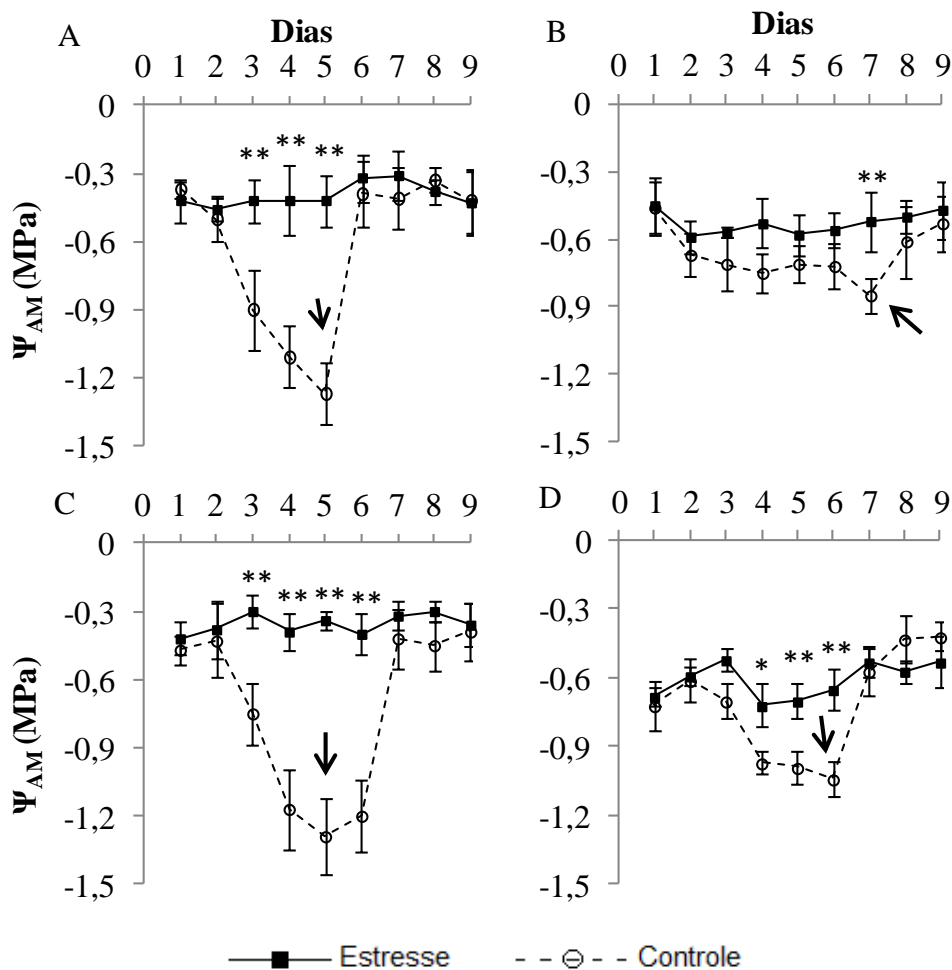 A Dias B
0 1 2 3 4 5 6 7 8 9
0
-0,3
-0,6
-0,9
-1,2
-1,5
Ψ_AM (MPa)
** ** **
Dias
0 1 2 3 4 5 6 7 8 9
0
-0,3
-0,6
-0,9
-1,2
-1,5
**
C
0 1 2 3 4 5 6 7 8 9
0
-0,3
-0,6
-0,9
-1,2
-1,5
Ψ_AM (MPa)
** ** ** **
D
0 1 2 3 4 5 6 7 8 9
0
-0,3
-0,6
-0,9
-1,2
-1,5
* ** **
Estresse Controle